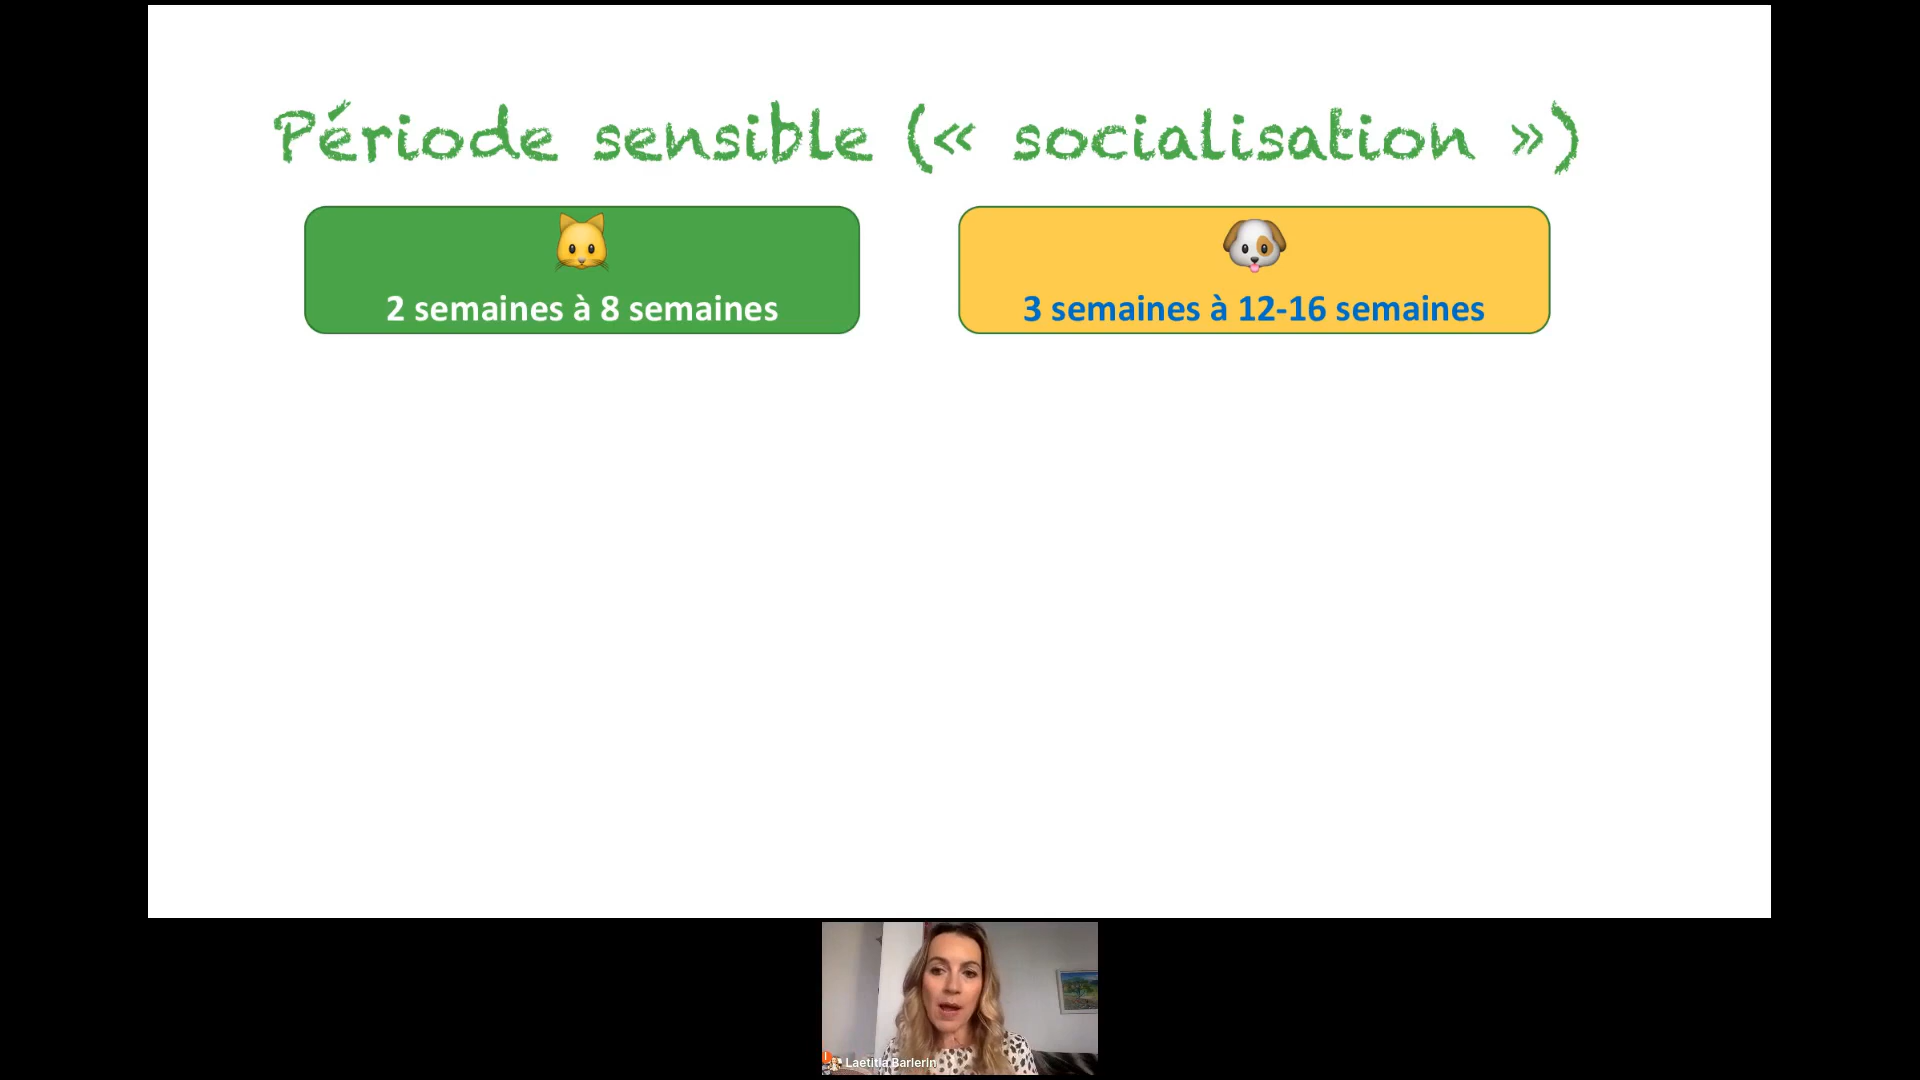 Période sensible (« socialisation »)
2 semaines à 8 semaines
3 semaines à 12-16 semaines
Laetitia Barlerin